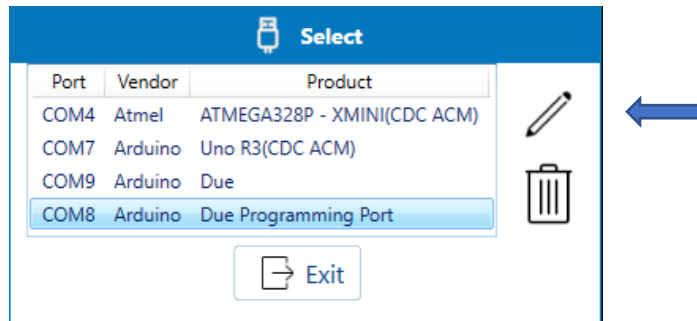 Select
Port Vendor Product
COM4 Atmel ATMEGA328P - XMINI(CDC ACM)
COM7 Arduino Uno R3(CDC ACM)
COM9 Arduino Due
COM8 Arduino Due Programming Port
Exit